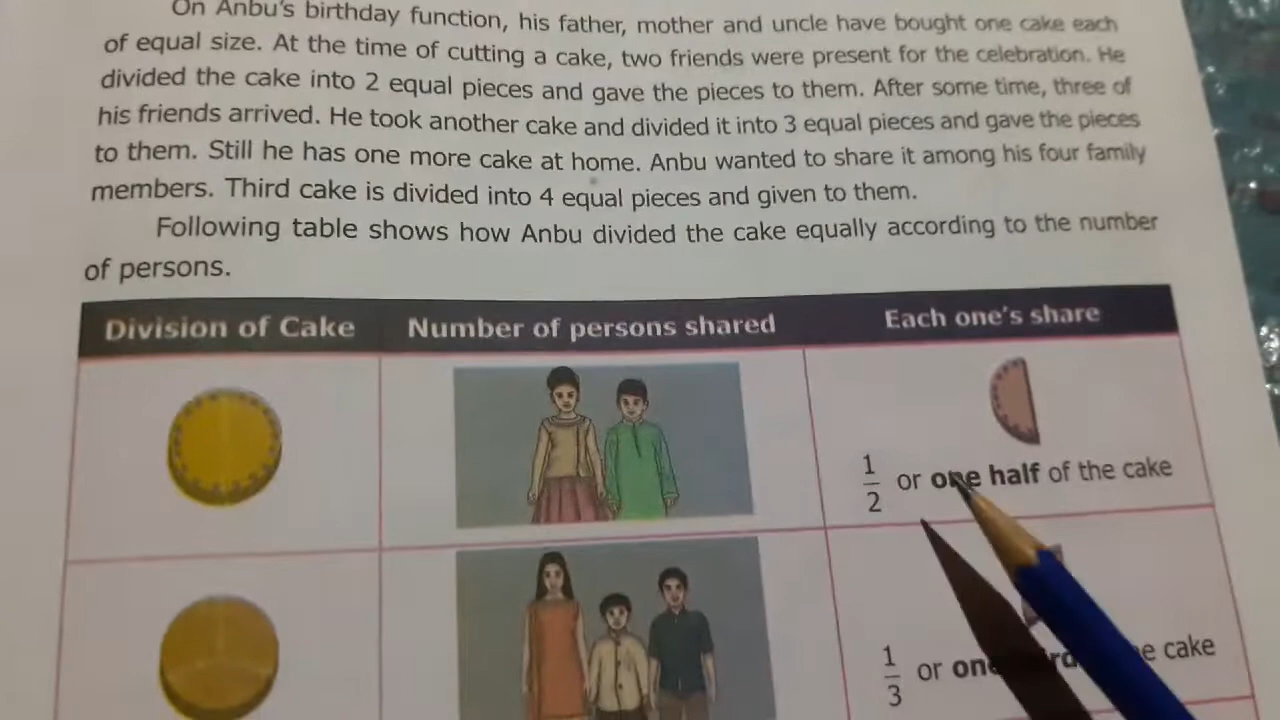 On Anbu's birthday function, his father, mother and uncle have bought one cake each
of equal size. At the time of cutting a cake, two friends were present for the celebration. He
divided the cake into 2 equal pieces and gave the pieces to them. After some time, three of
his friends arrived. He took another cake and divided it into 3 equal pieces and gave the pieces
to them. Still he has one more cake at home. Anbu wanted to share it among his four family
members. Third cake is divided into 4 equal pieces and given to them.
Following table shows how Anbu divided the cake equally according to the number
of persons.
Division of Cake Number of persons shared Each one's share
1/2 or one half of the cake
1/3 or cake